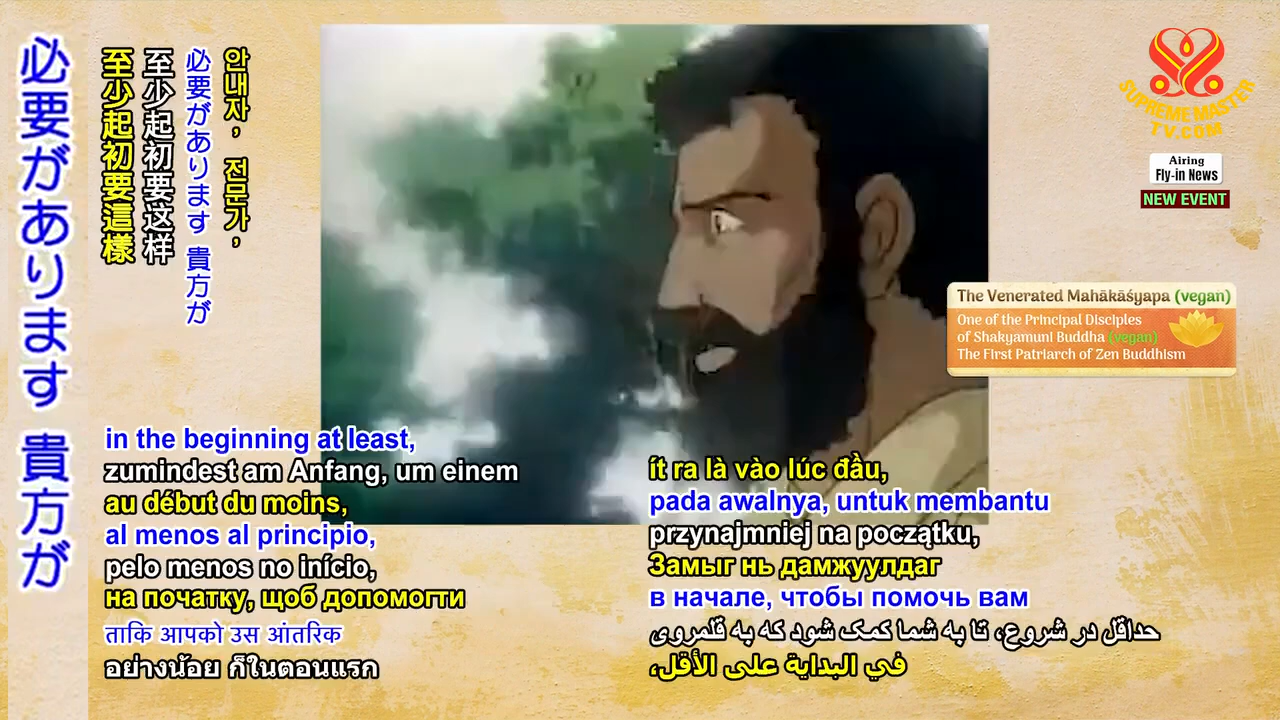 必要があります 貴方が
至少起初要這樣
至少起初要这样
必要があります 貴方が
안내자, 전문가,
SUPREME MASTER
TV.COM
Airing
Fly-in News
NEW EVENT
The Venerated Mahākāśyapa (vegan)
One of the Principal Disciples
of Shakyamuni Buddha (vegan)
The First Patriarch of Zen Buddhism
in the beginning at least,
zumindest am Anfang, um einem
au début du moins,
al menos al principio,
pelo menos no início,
на початку, щоб допомогти
ताकि आपको उस आंतरिक
อย่างน้อย ก็ในตอนแรก
ít ra là vào lúc đầu,
pada awalnya, untuk membantu
przynajmniej na początku,
Замыг нь дамжуулдаг
в начале, чтобы помочь вам
حداقل در شروع، تا به شما کمک شود که به قلمروی
في البداية على الأقل،